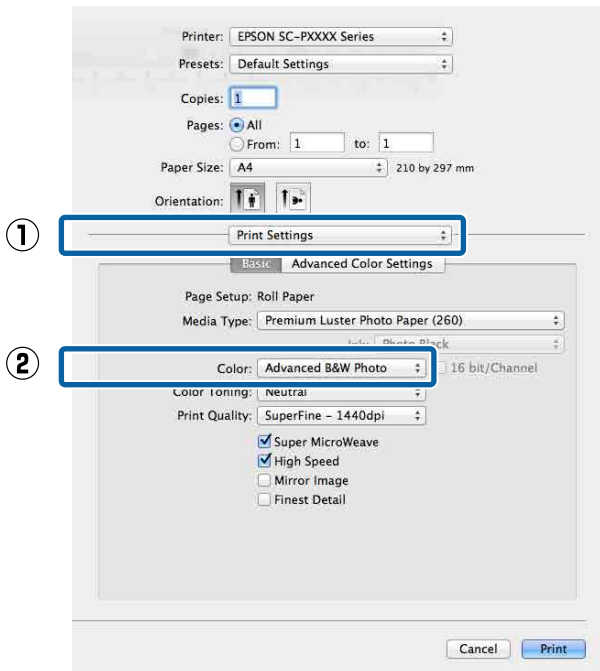 Printer: EPSON SC-PXXXX Series
Presets: Default Settings
Copies: 1
Pages: All
From: 1 to: 1
Paper Size: A4 210 by 297 mm
Orientation:
1 Print Settings
Basic Advanced Color Settings
Page Setup: Roll Paper
Media Type: Premium Luster Photo Paper (260)
Ink: Photo Black
2 Color: Advanced B&W Photo 16 bit/Channel
Color Toning: Neutral
Print Quality: SuperFine - 1440dpi
Super MicroWeave
High Speed
Mirror Image
Finest Detail
Cancel Print